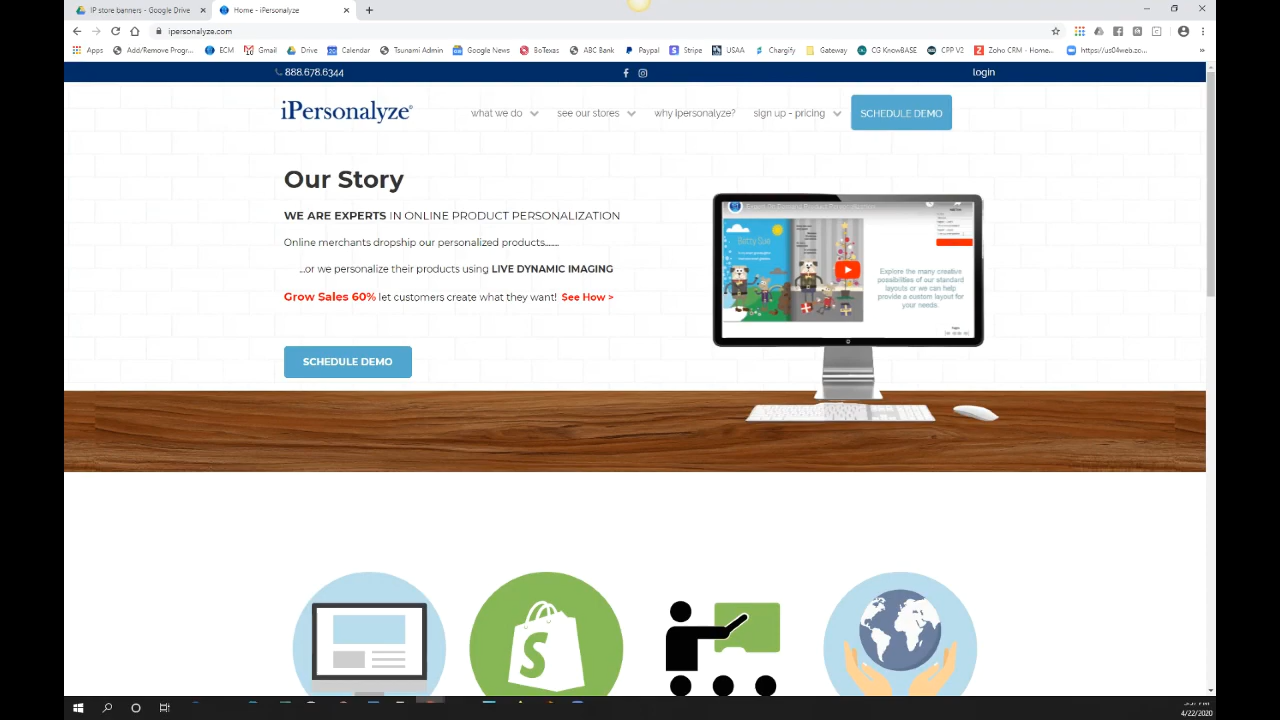 IP store banners - Google Drive
Home - iPersonalyze
ipersonalyze.com
Apps Add/Remove Progr... ECM Gmail Drive Calendar Tsunami Admin Google News BoTexas ABC Bank Paypal Stripe USAA Chargify Gateway CG KnowBASE CPP V2 Zoho CRM - Home... https://us04web.zo...
888.678.6344
login
iPersonalyze®
what we do see our stores why ipersonalyze? sign up - pricing SCHEDULE DEMO
Our Story
WE ARE EXPERTS IN ONLINE PRODUCT PERSONALIZATION
Online merchants dropship our personalized products.......
...or we personalize their products using LIVE DYNAMIC IMAGING
Grow Sales 60% let customers create what they want! See How >
SCHEDULE DEMO
Explore the many creative
possibilities of our standard
layouts or we can help
provide a custom layout for
your needs.
4/22/2020